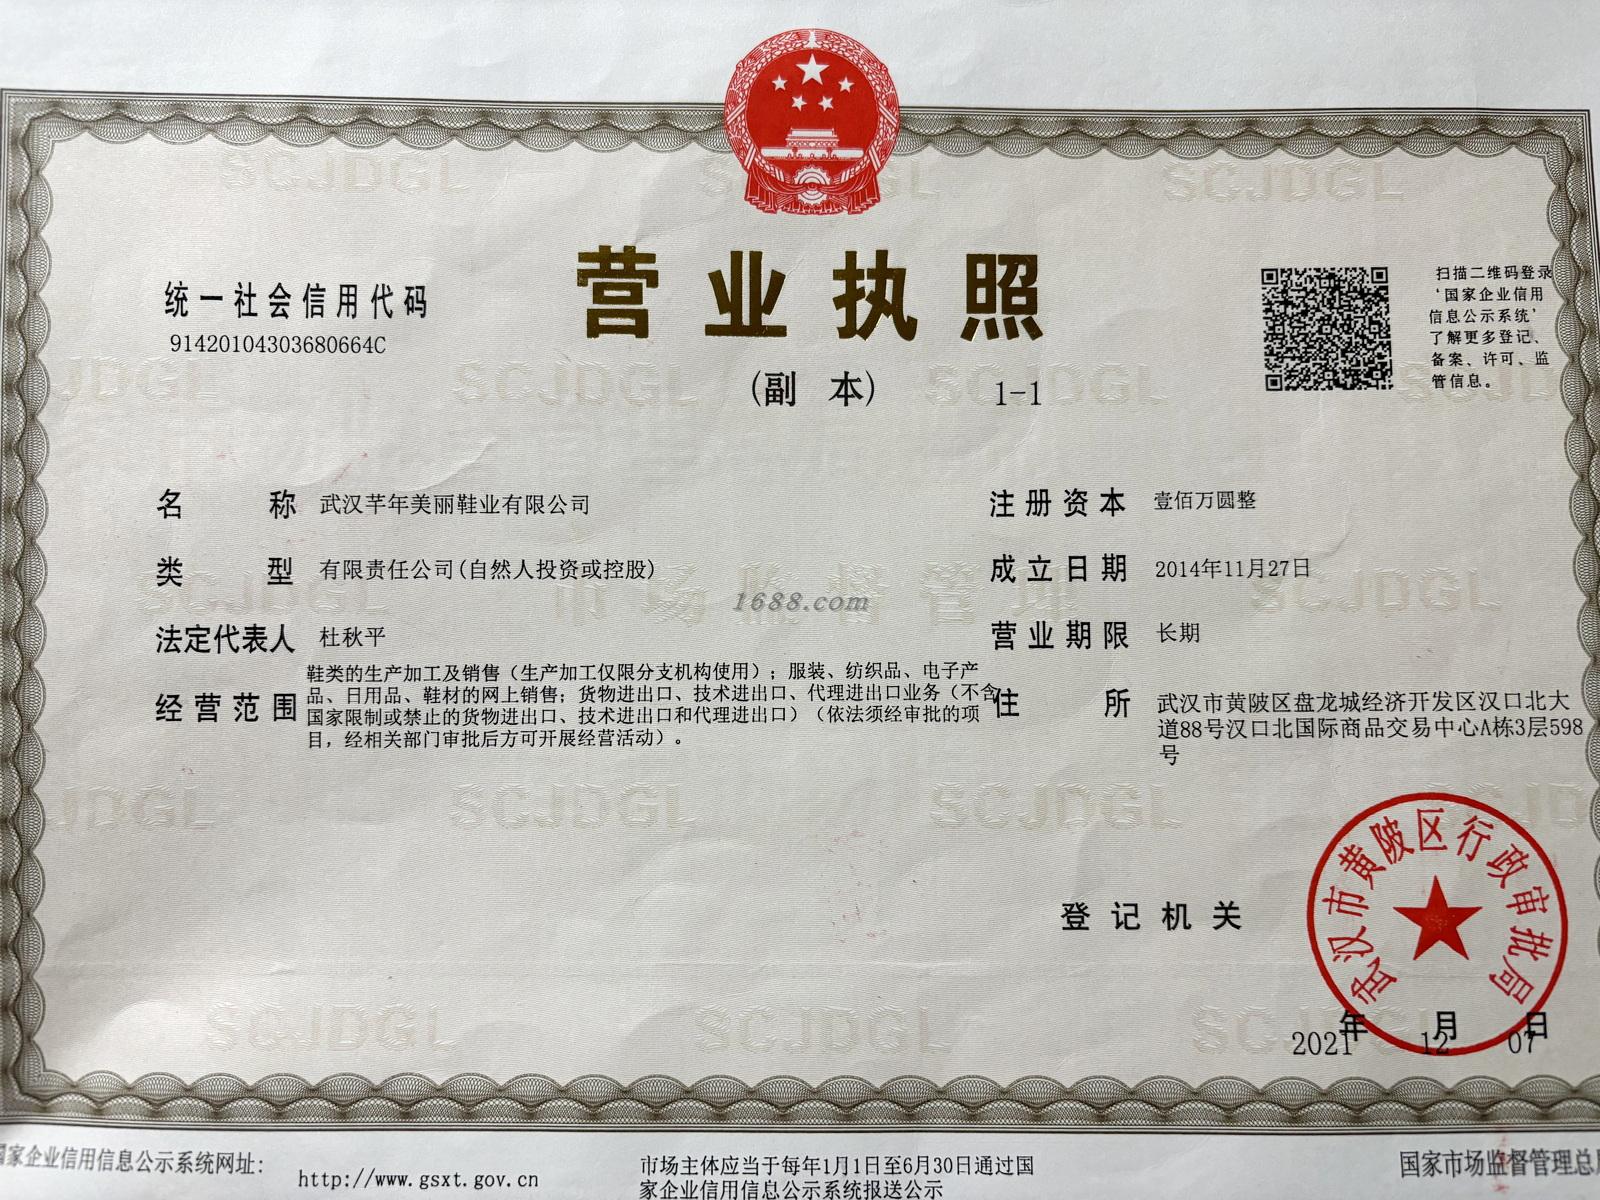 营业执照
(副 本) 1-1
统一社会信用代码
91420104303680664C
扫描二维码登录
‘国家企业信用
信息公示系统’
了解更多登记、
备案、许可、监
管信息。
名 称 武汉芊年美丽鞋业有限公司
类 型 有限责任公司(自然人投资或控股)
法定代表人 杜秋平
经营范围 鞋类的生产加工及销售（生产加工仅限分支机构使用）；服装、纺织品、电子产
品、日用品、鞋材的网上销售；货物进出口、技术进出口、代理进出口业务（不含
国家限制或禁止的货物进出口、技术进出口和代理进出口）（依法须经审批的项
目，经相关部门审批后方可开展经营活动）。
注册资本 壹佰万圆整
成立日期 2014年11月27日
营业期限 长期
住 所 武汉市黄陂区盘龙城经济开发区汉口北大
道88号汉口北国际商品交易中心A栋3层598
号
1688.com
市场监督管理
SCJDGL
登记机关
武汉市黄陂区行政审批局
2021年 12月 07日
国家企业信用信息公示系统网址：
http://www.gsxt.gov.cn
市场主体应当于每年1月1日至6月30日通过国
家企业信用信息公示系统报送公示
国家市场监督管理总局